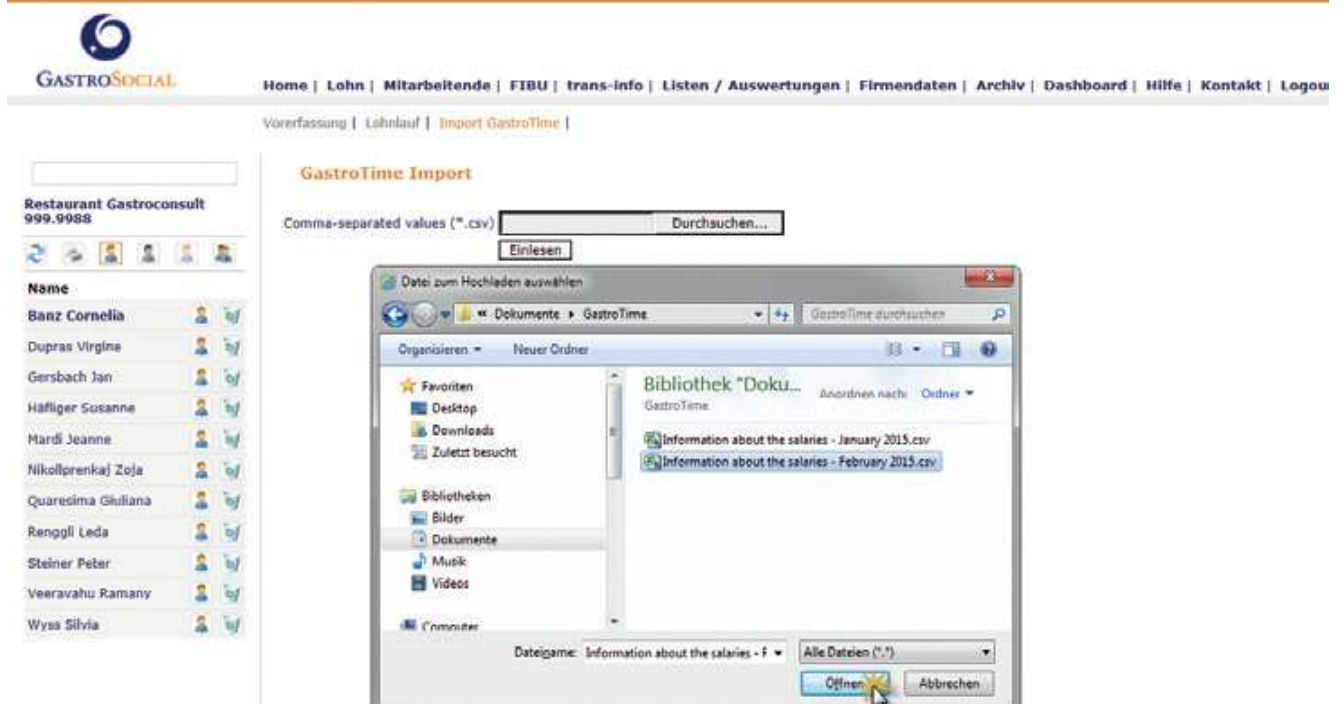 GASTROSOCIAL
Home | Lohn | Mitarbeitende | FIBU | trans-info | Listen / Auswertungen | Firmendaten | Archiv | Dashboard | Hilfe | Kontakt | Logou
Vorerfassung | Lohnlauf | Import GastroTime |
Restaurant Gastroconsult
999.9988
Name
Banz Cornelia
Dupras Virgine
Gersbach Jan
Häfliger Susanne
Mardi Jeanne
Nikollprenkaj Zoja
Quaresima Giuliana
Renggli Leda
Steiner Peter
Veeravahu Ramany
Wyss Silvia
GastroTime Import
Comma-separated values (*.csv) Durchsuchen...
Einlesen
Datei zum Hochladen auswählen
« Dokumente GastroTime GastroTime durchsuchen
Organisieren Neuer Ordner
Favoriten
Desktop
Downloads
Zuletzt besucht
Bibliotheken
Bilder
Dokumente
Musik
Videos
Computer
Bibliothek "Doku...
GastroTime
Anordnen nach: Ordner
Information about the salaries - January 2015.csv
Information about the salaries - February 2015.csv
Dateiname: Information about the salaries - F Alle Dateien (*.*)
Öffnen Abbrechen